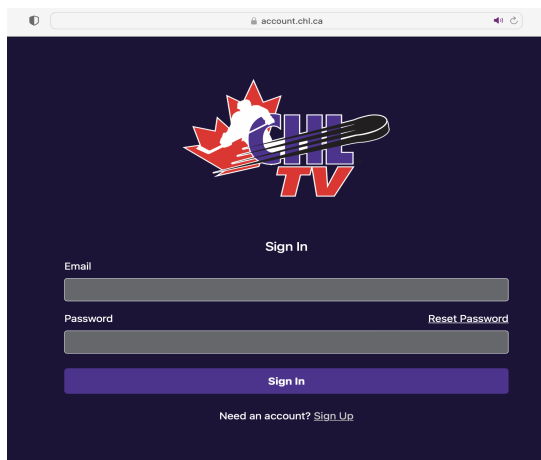 account.chl.ca
CHL
TV
Sign In
Email
Password
Reset Password
Sign In
Need an account? Sign Up